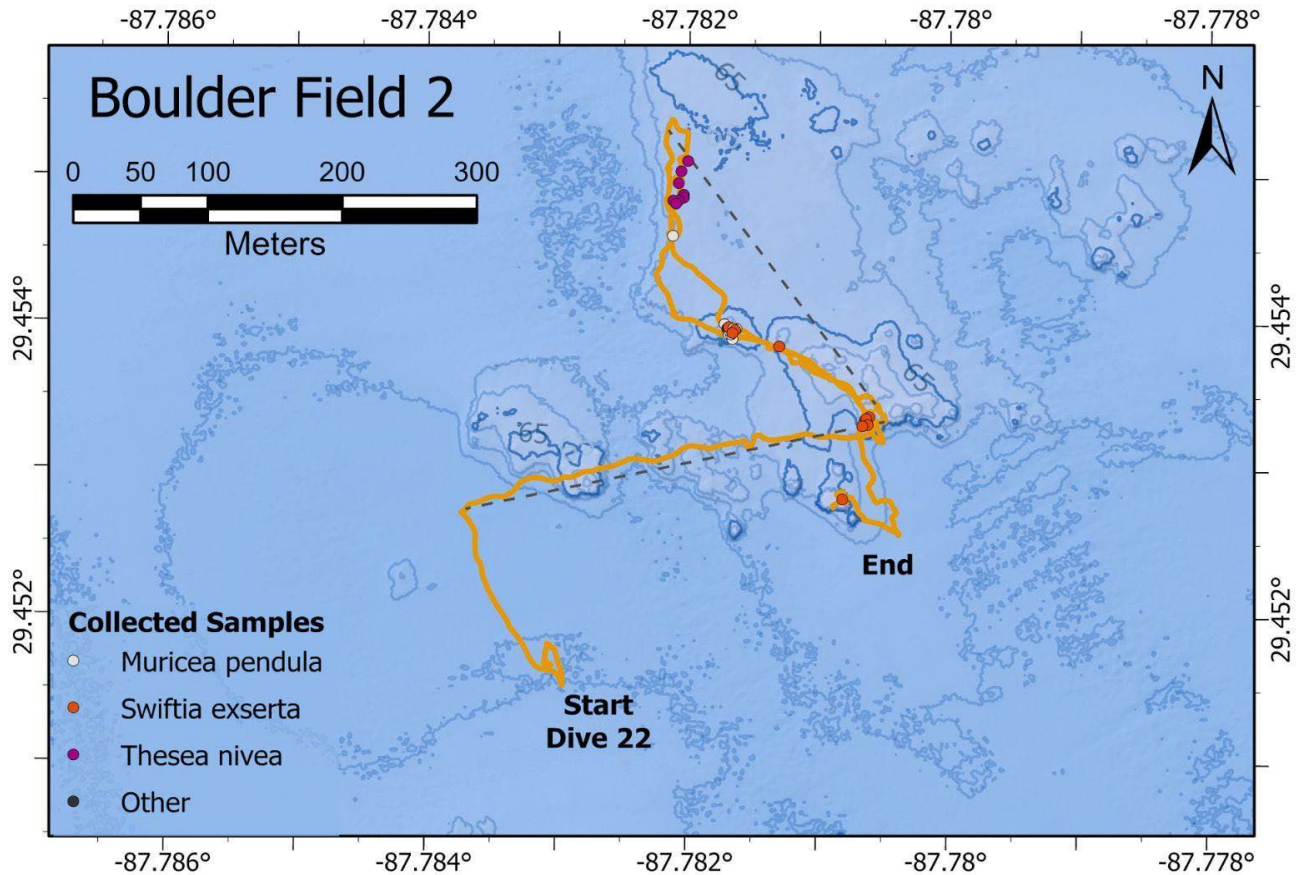 -87.786° -87.784° -87.782° -87.78° -87.778°
Boulder Field 2
N
0 50 100 200 300
Meters
65
29.454° 29.454°
65
65
End
29.452° 29.452°
Collected Samples
Muricea pendula
Swiftia exserta
Thesea nivea
Other
Start
Dive 22
-87.786° -87.784° -87.782° -87.78° -87.778°